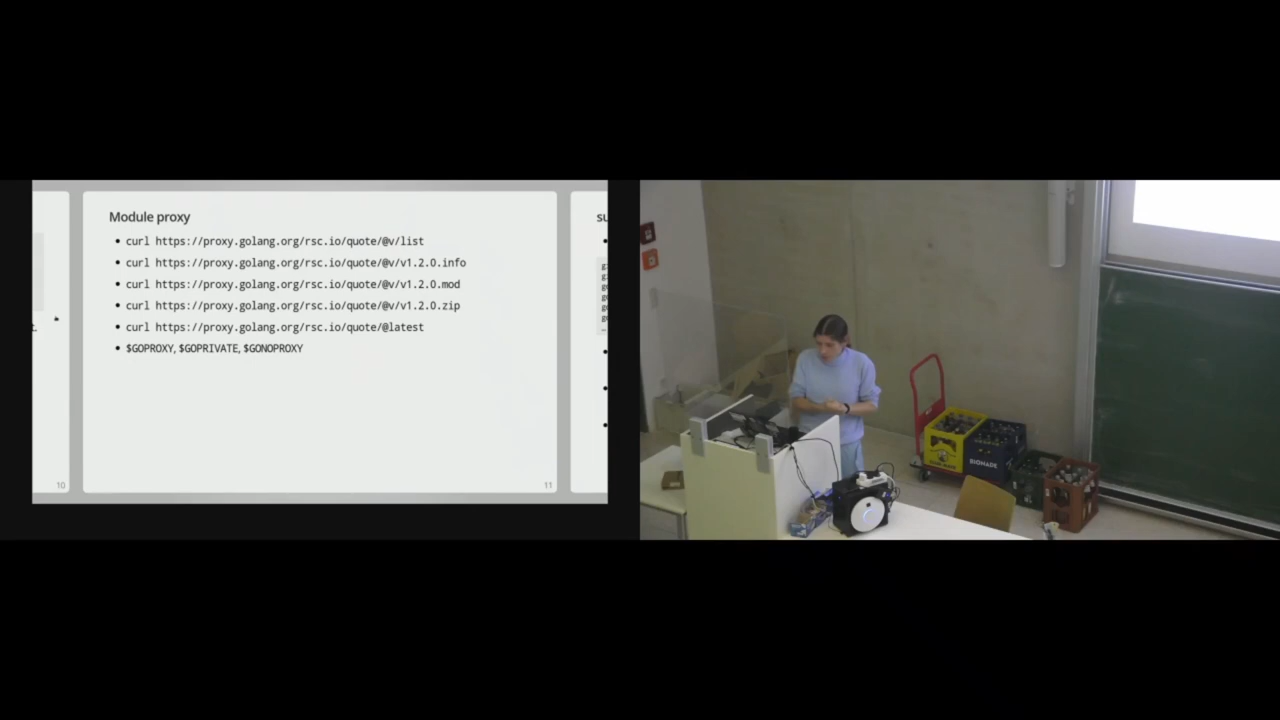 Module proxy
• curl https://proxy.golang.org/rsc.io/quote/@v/list
• curl https://proxy.golang.org/rsc.io/quote/@v/v1.2.0.info
• curl https://proxy.golang.org/rsc.io/quote/@v/v1.2.0.mod
• curl https://proxy.golang.org/rsc.io/quote/@v/v1.2.0.zip
• curl https://proxy.golang.org/rsc.io/quote/@latest
• $GOPROXY, $GOPRIVATE, $GONOPROXY
10
11
su
BIONADE